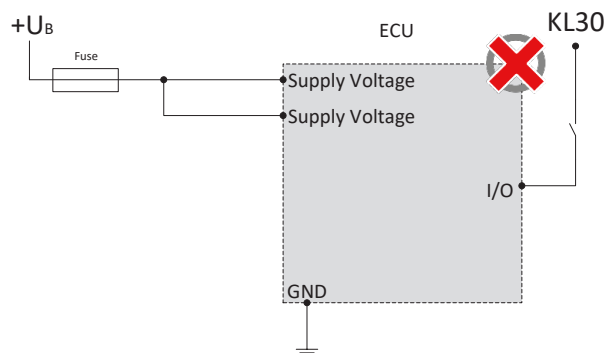 +UB
Fuse
ECU
KL30
Supply Voltage
Supply Voltage
I/O
GND